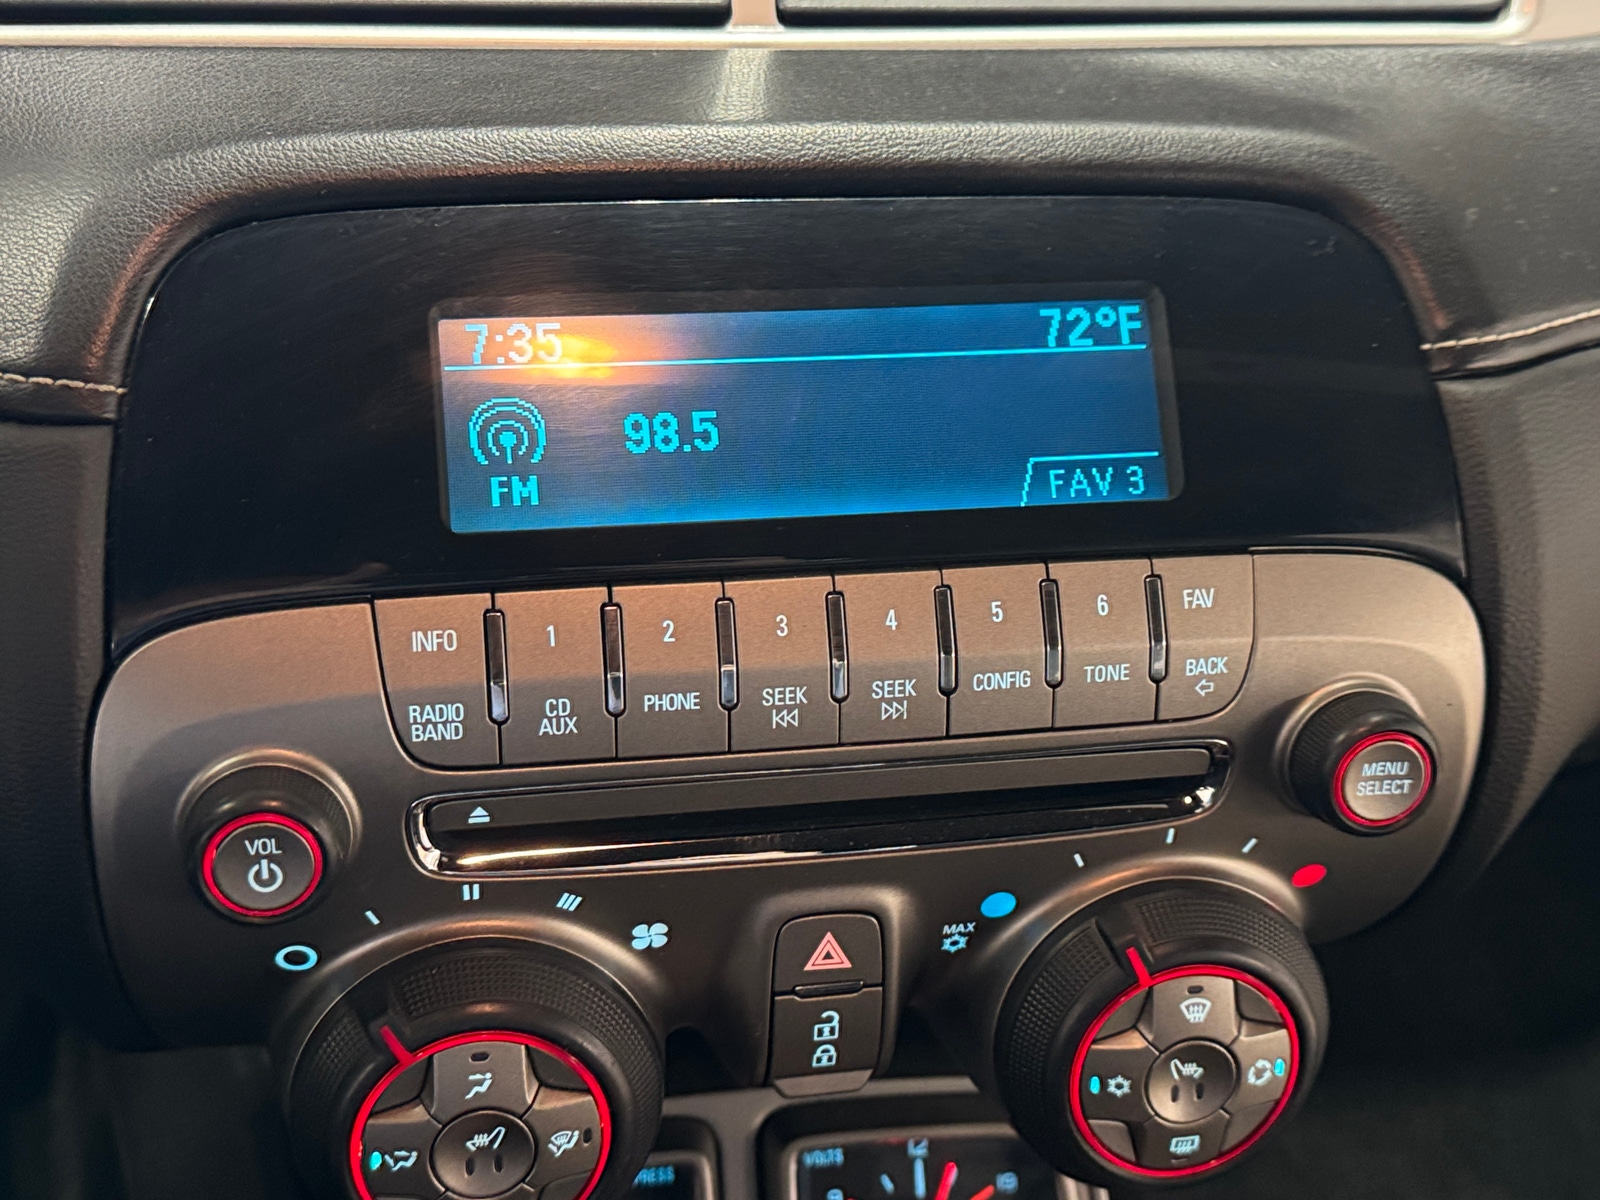 7:35 72°F
98.5
FM FAV 3
INFO 1 2 3 4 5 6 FAV
RADIO BAND
CD AUX
PHONE
SEEK
SEEK
CONFIG
TONE
BACK
VOL
MENU SELECT
MAX
VOLTS